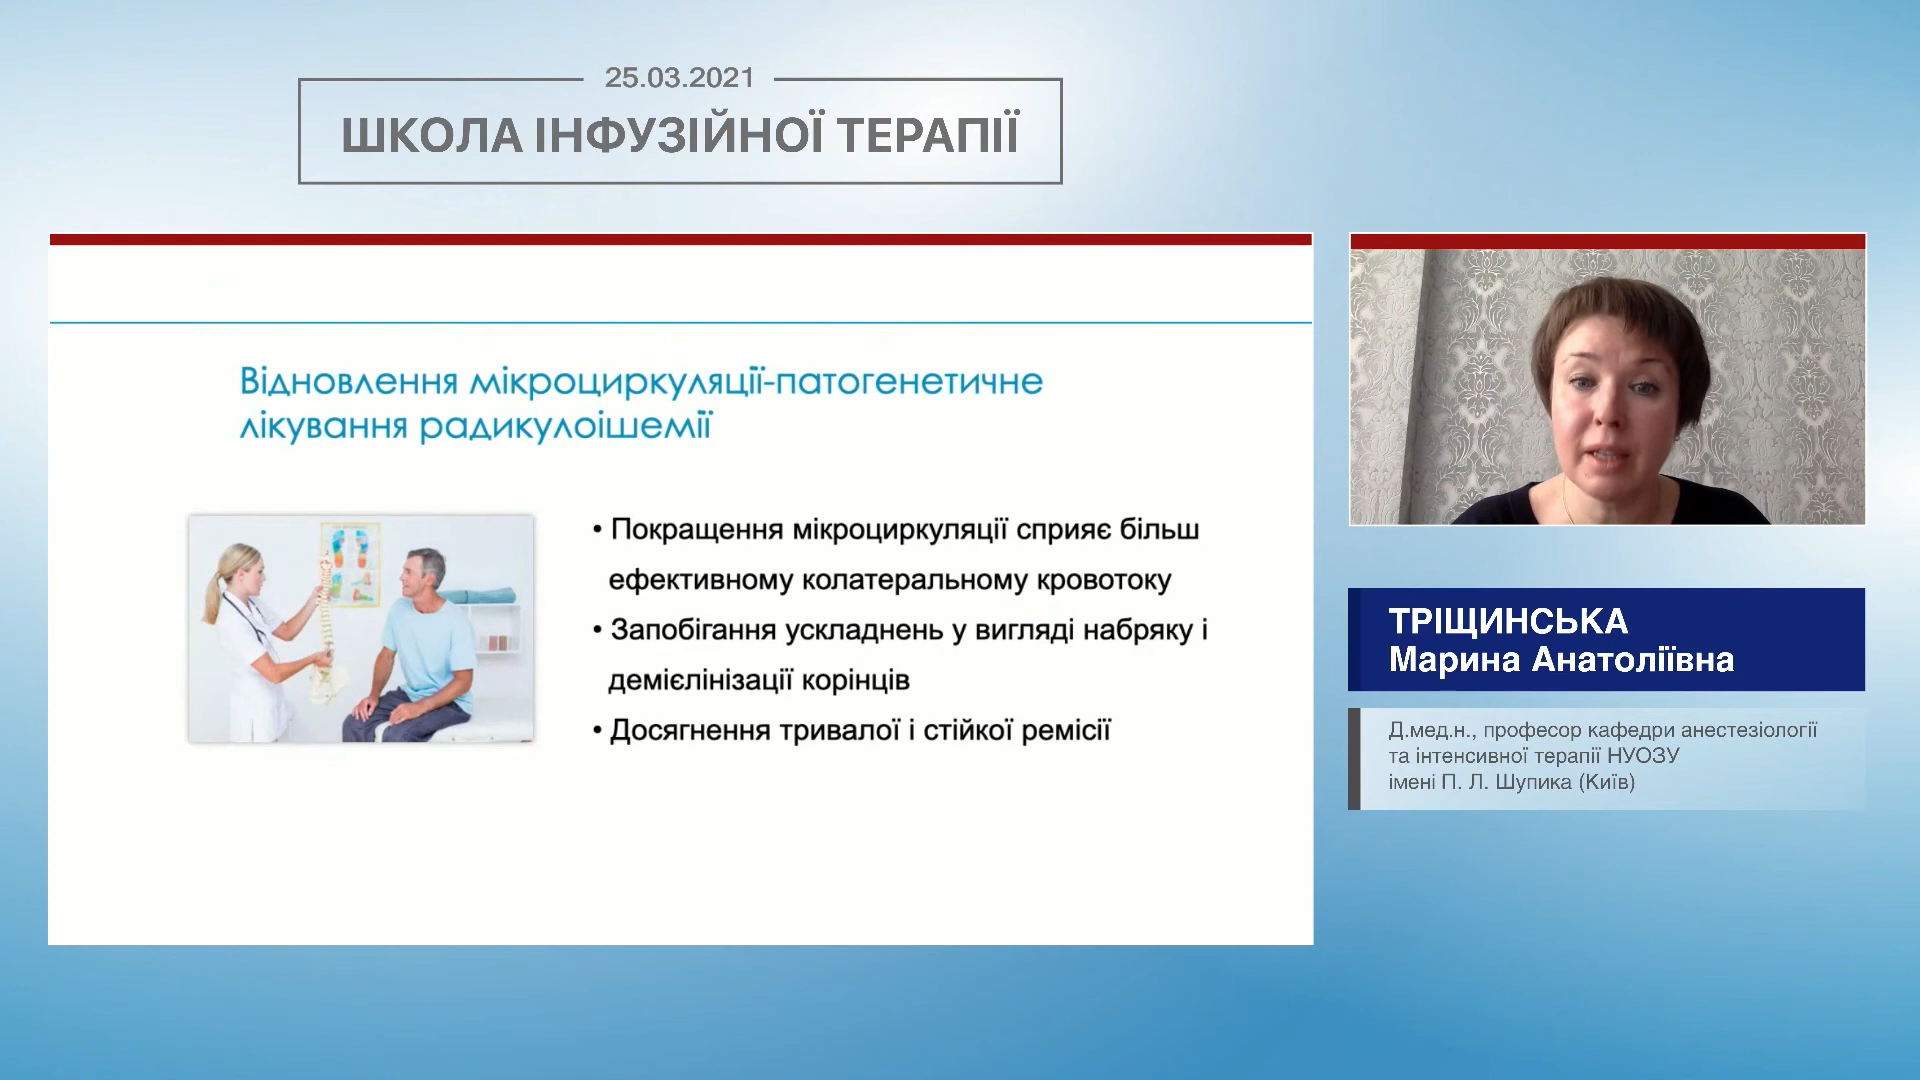 25.03.2021
ШКОЛА ІНФУЗІЙНОЇ ТЕРАПІЇ
Відновлення мікроциркуляції-патогенетичне
лікування радикулоішемії
• Покращення мікроциркуляції сприяє більш
ефективному колатеральному кровотоку
• Запобігання ускладнень у вигляді набряку і
демієлінізації корінців
• Досягнення тривалої і стійкої ремісії
ТРІЩИНСЬКА
Марина Анатоліївна
Д.мед.н., професор кафедри анестезіології
та інтенсивної терапії НУОЗУ
імені П. Л. Шупика (Київ)